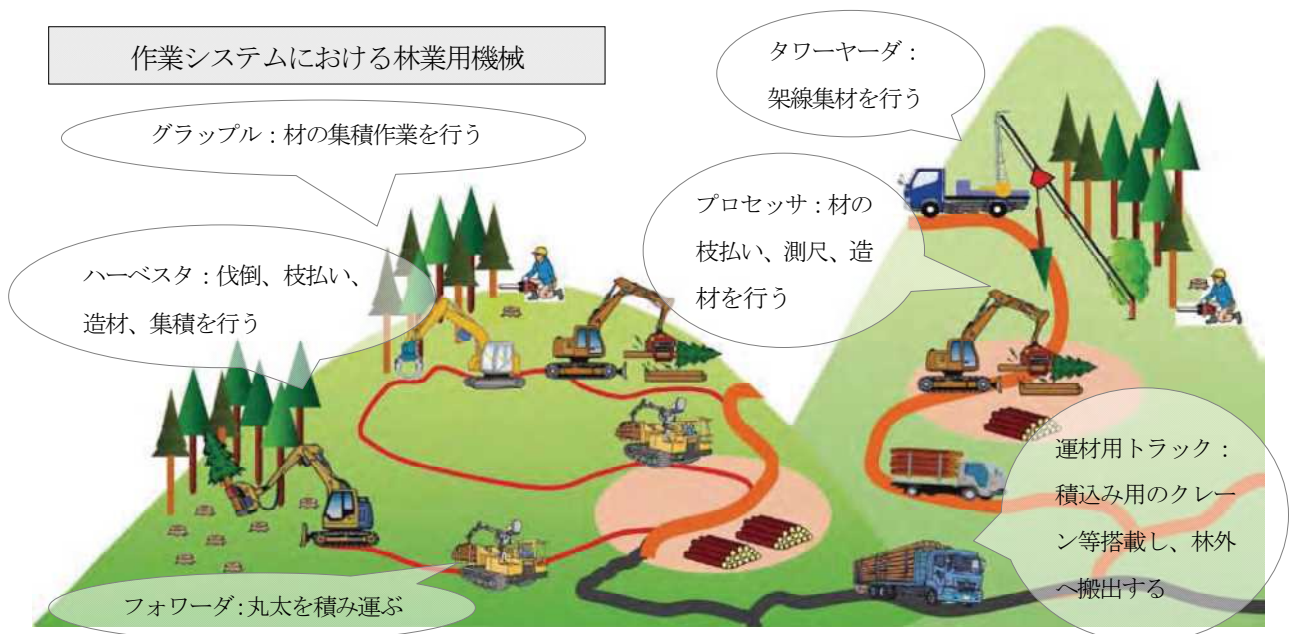 作業システムにおける林業用機械
タワーヤーダ：
架線集材を行う
グラップル：材の集積作業を行う
プロセッサ：材の
枝払い、測尺、造
材を行う
ハーベスタ：伐倒、枝払い、
造材、集積を行う
運材用トラック：
積込み用のクレー
ン等搭載し、林外
へ搬出する
フォワーダ：丸太を積み運ぶ